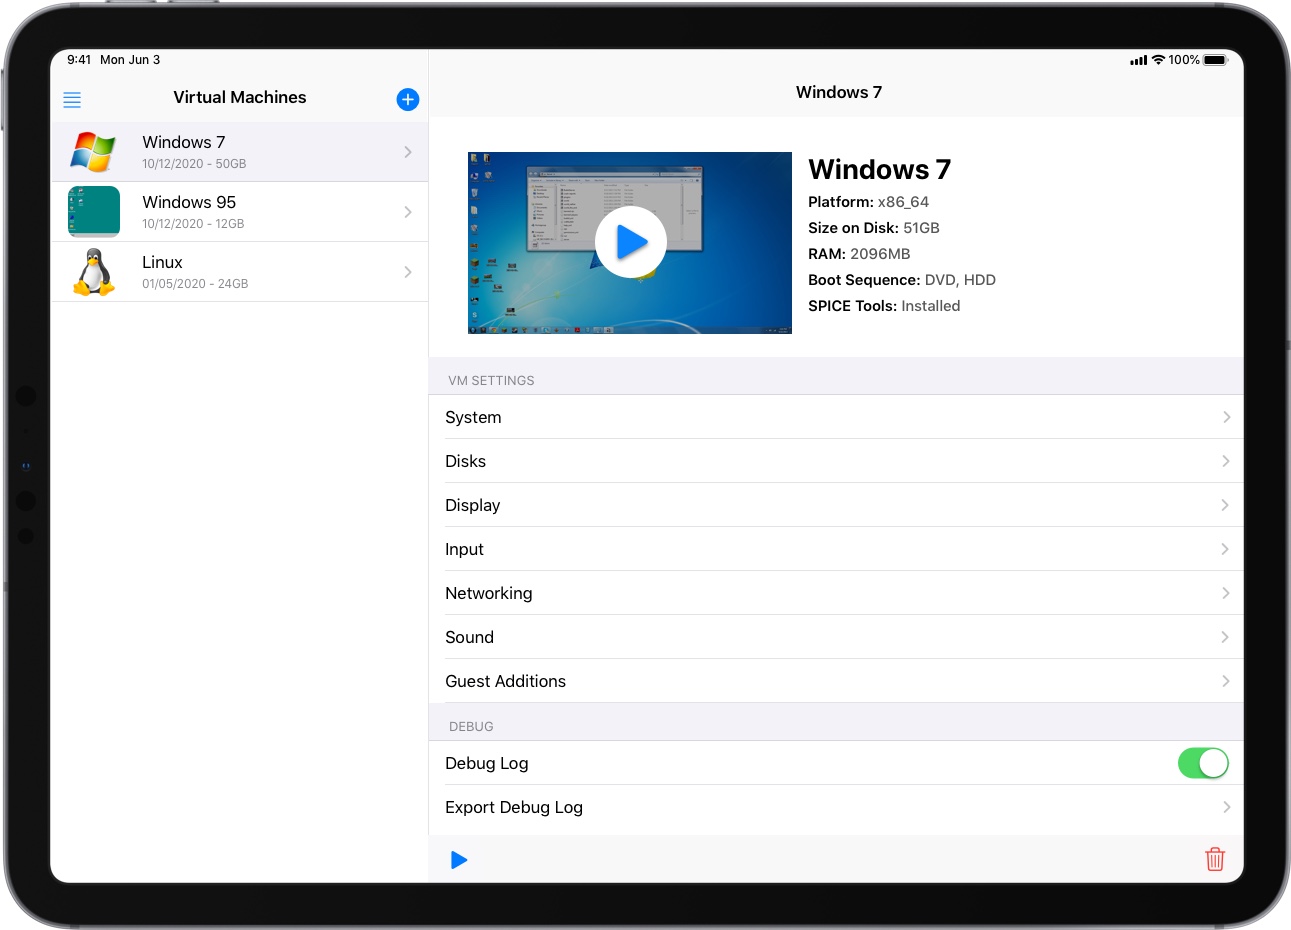 9:41 Mon Jun 3
100%
Virtual Machines
Windows 7
10/12/2020 - 50GB
Windows 95
10/12/2020 - 12GB
Linux
01/05/2020 - 24GB
Windows 7
Windows 7
Platform: x86_64
Size on Disk: 51GB
RAM: 2096MB
Boot Sequence: DVD, HDD
SPICE Tools: Installed
VM SETTINGS
System
Disks
Display
Input
Networking
Sound
Guest Additions
DEBUG
Debug Log
Export Debug Log